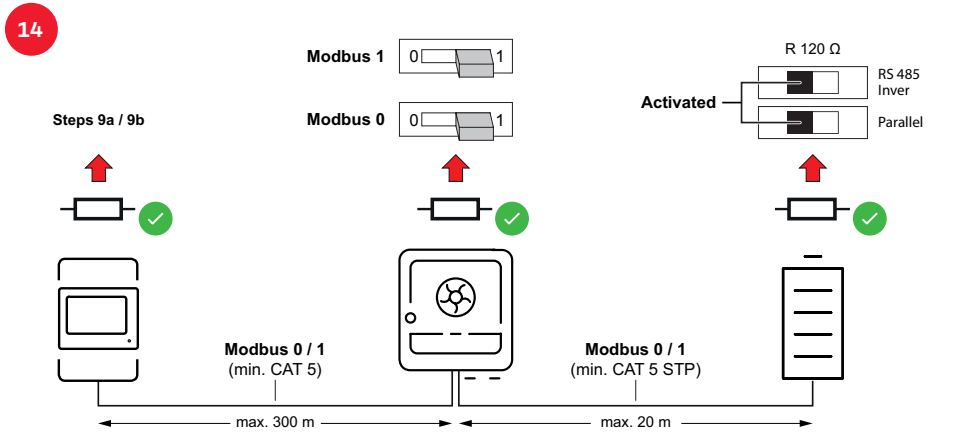 14
Modbus 1 0 1
R 120 Ω
RS 485
Inver
Activated
Steps 9a / 9b
Modbus 0 0 1
Parallel
Modbus 0 / 1
(min. CAT 5)
Modbus 0 / 1
(min. CAT 5 STP)
max. 300 m
max. 20 m